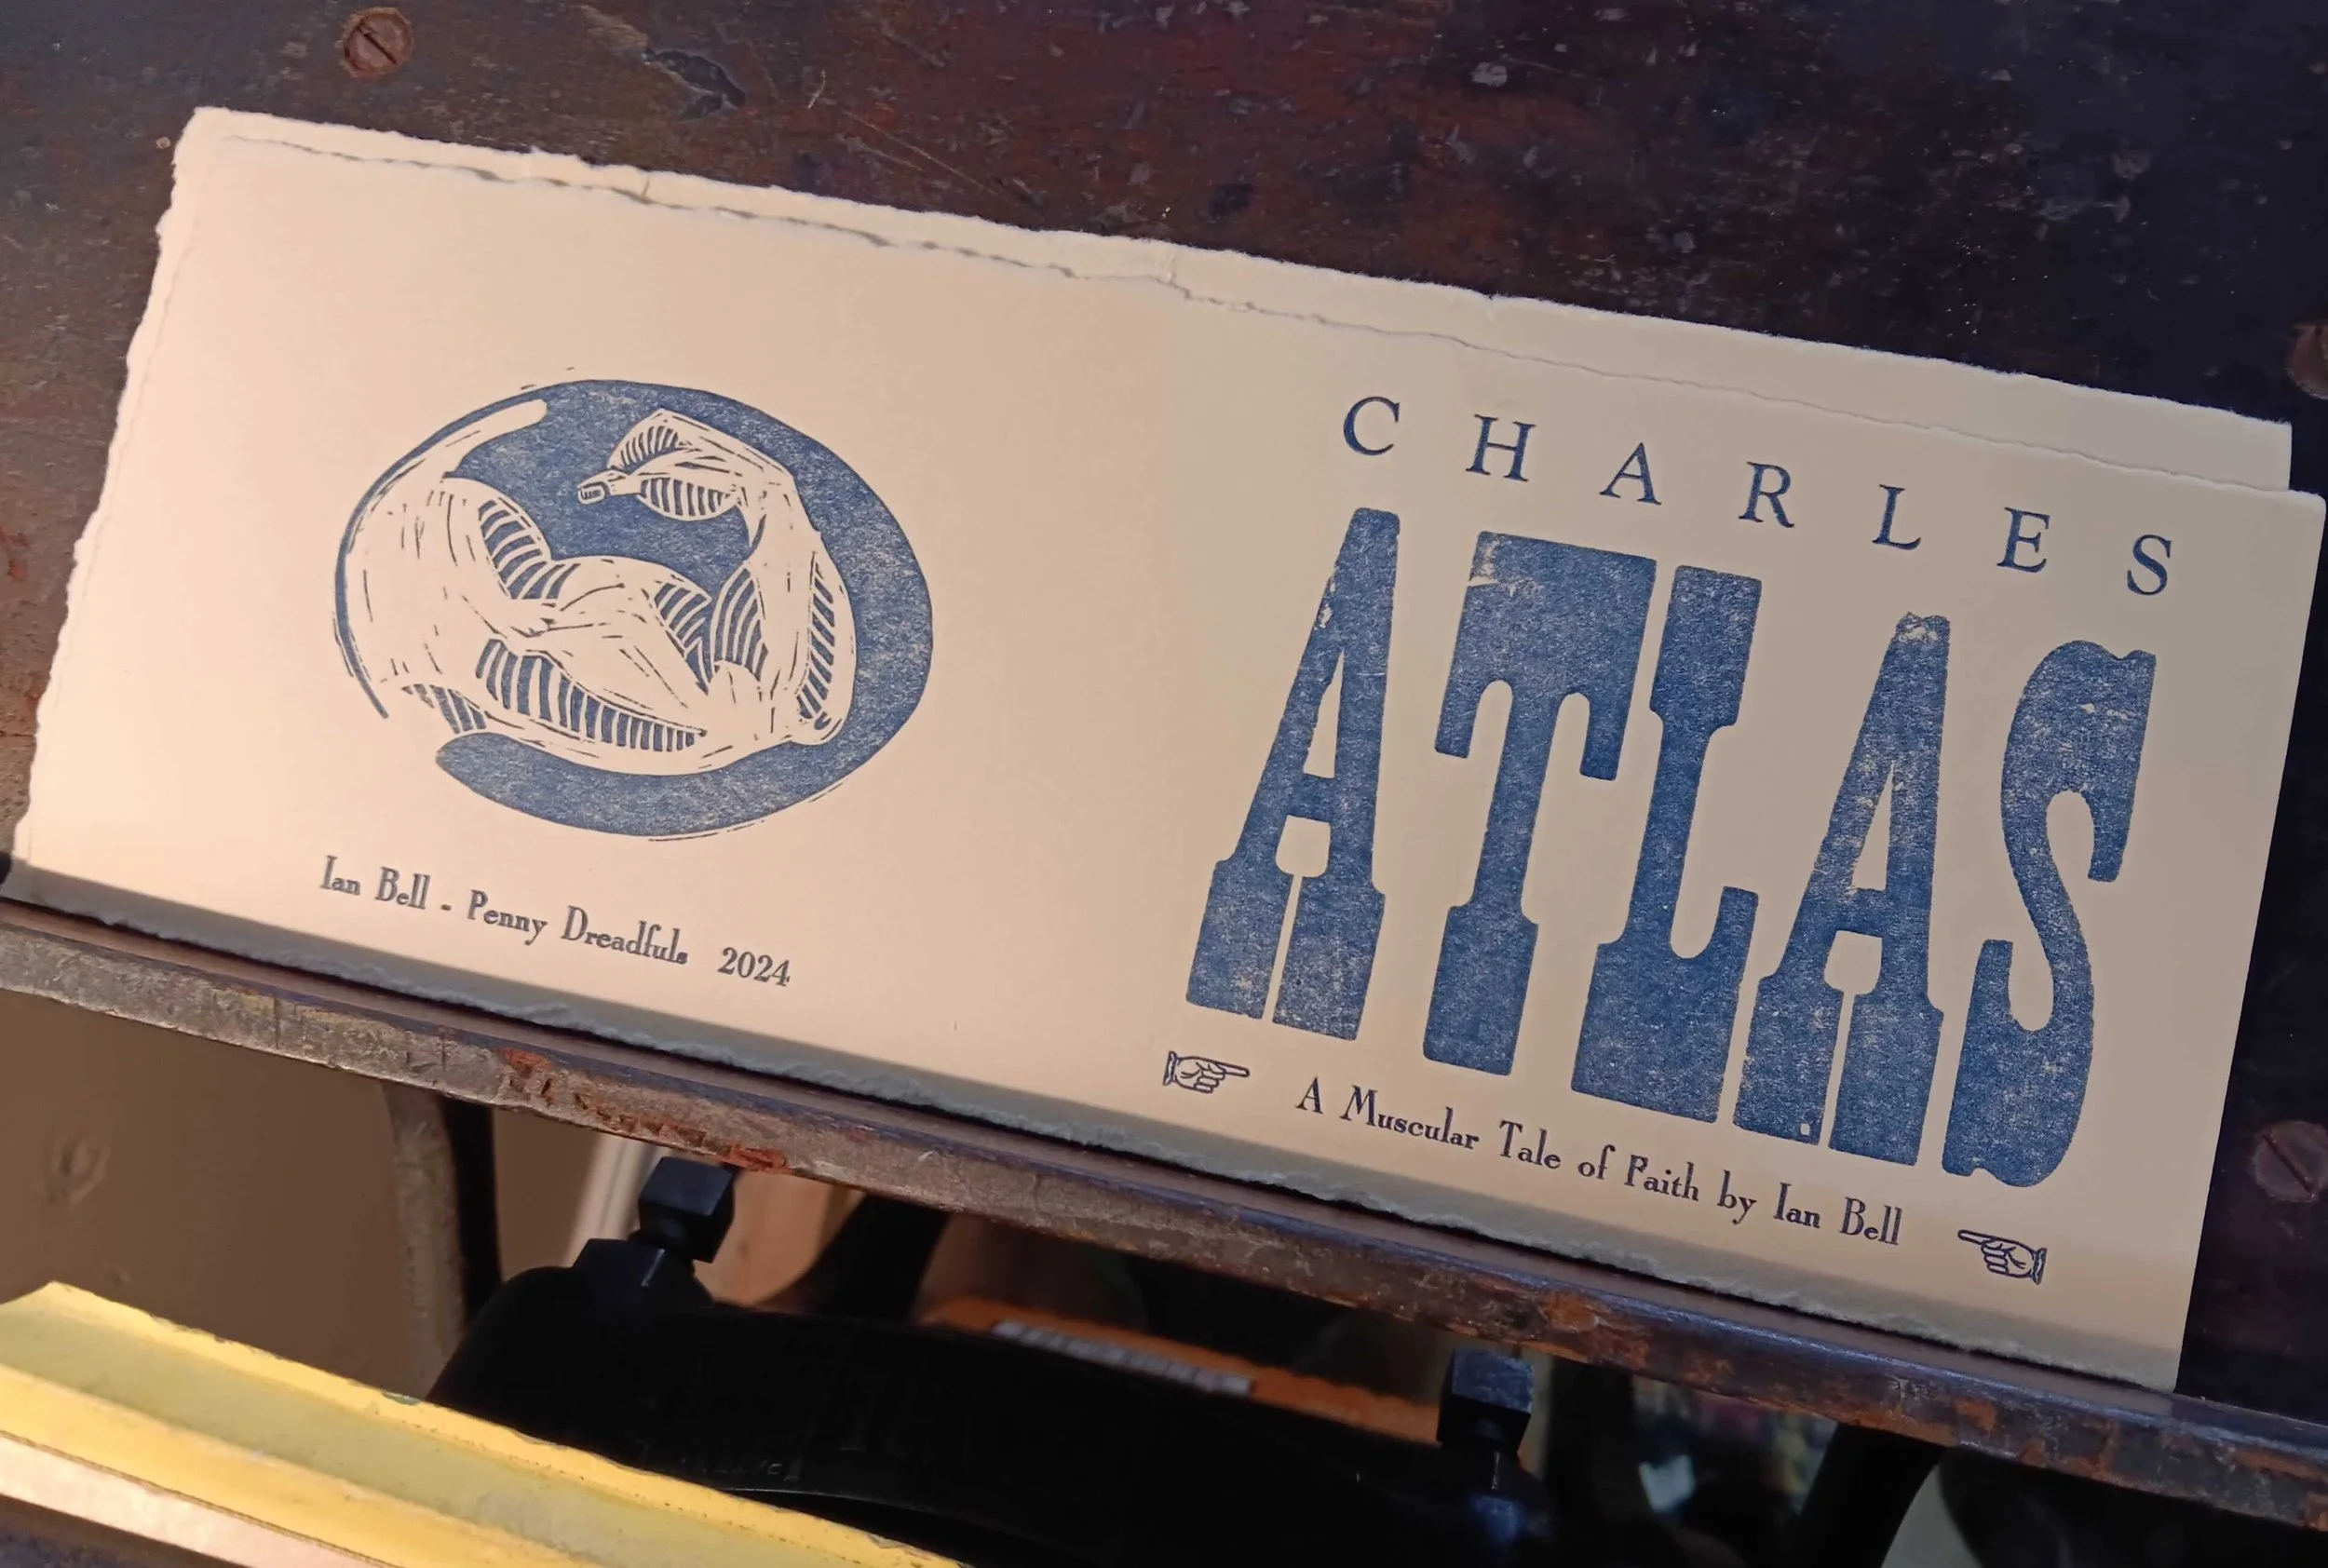 Ian Bell - Penny Dreadfuls 2024
CHARLES
ATLAS
A Muscular Tale of Faith by Ian Bell